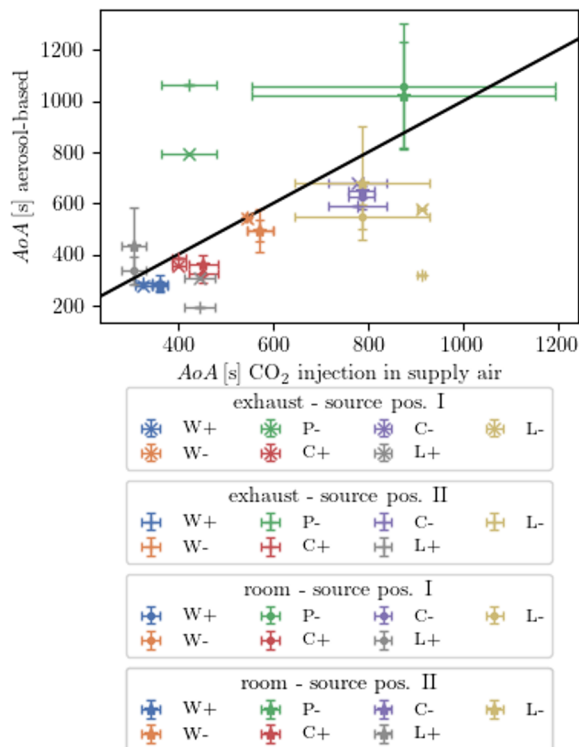 1200
1000
800
600
400
200
AoA [s] aerosol-based
400 600 800 1000 1200
AoA [s] CO₂ injection in supply air
exhaust - source pos. I
W+ P- C- L-
W- C+ L+
exhaust - source pos. II
W+ P- C- L-
W- C+ L+
room - source pos. I
W+ P- C- L-
W- C+ L+
room - source pos. II
W+ P- C- L-
W- C+ L+